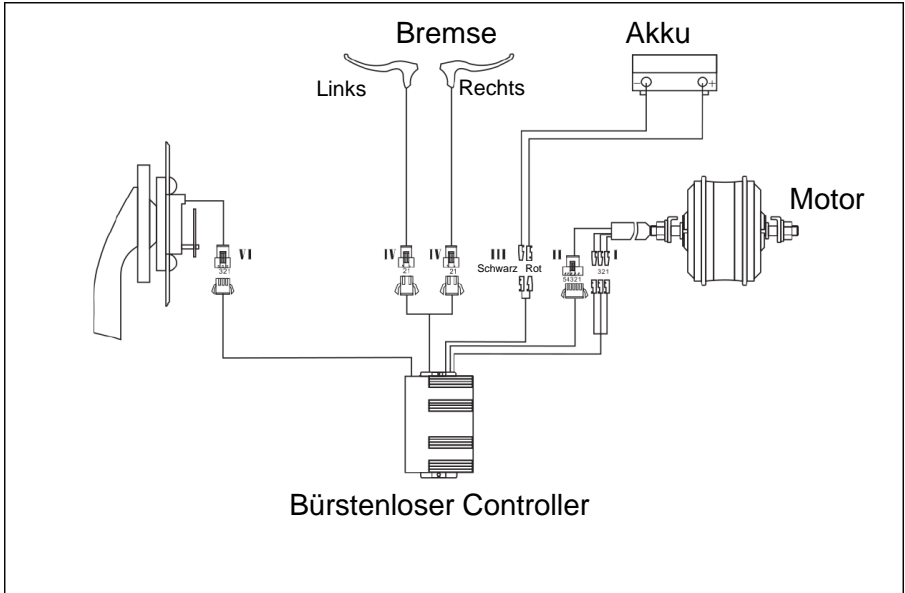 Bremse
Akku
Links
Rechts
- +
Motor
VI
IV
IV
III
II
I
Schwarz Rot
321
21
21
54321
321
Bürstenloser Controller